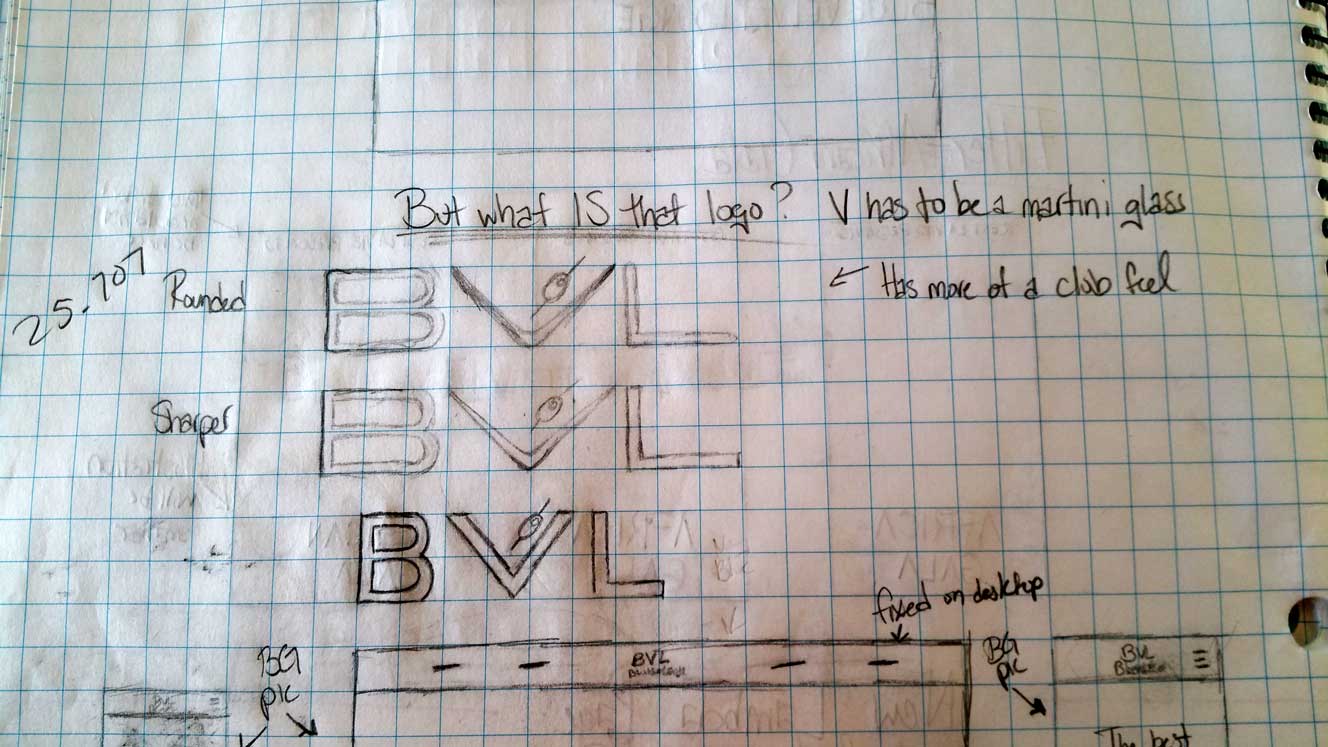 But what IS that logo? V has to be a martini glass
25-707
Rounded
BVL
← Has more of a club feel
Sharper
BVL
BVL
fixed on desktop
BG
pic
BVL
BG
pic
BVL
The best